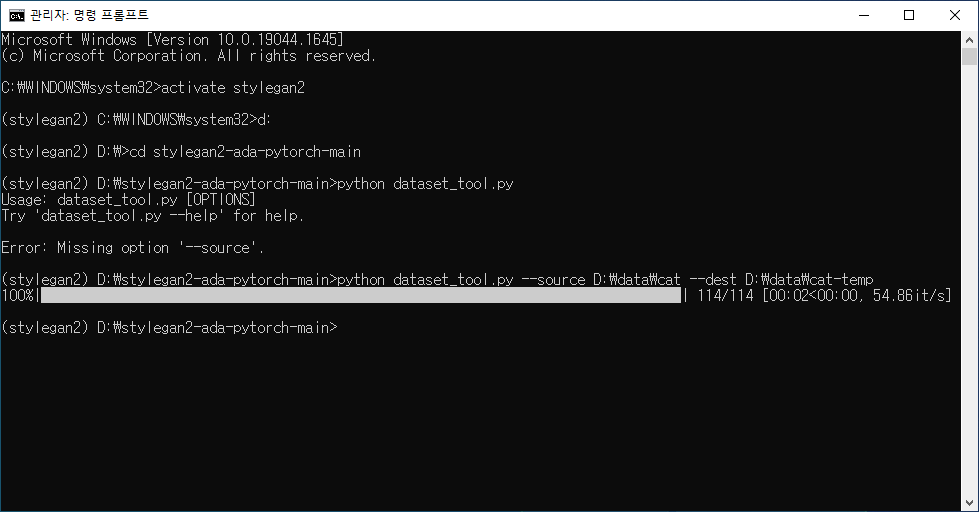 관리자: 명령 프롬프트
Microsoft Windows [Version 10.0.19044.1645]
(c) Microsoft Corporation. All rights reserved.
C:₩WINDOWS₩system32>activate stylegan2
(stylegan2) C:₩WINDOWS₩system32>d:
(stylegan2) D:₩>cd stylegan2-ada-pytorch-main
(stylegan2) D:₩stylegan2-ada-pytorch-main>python dataset_tool.py
Usage: dataset_tool.py [OPTIONS]
Try 'dataset_tool.py --help' for help.
Error: Missing option '--source'.
(stylegan2) D:₩stylegan2-ada-pytorch-main>python dataset_tool.py --source D:₩data₩cat --dest D:₩data₩cat-temp
100%| | 114/114 [00:02<00:00, 54.86it/s]
(stylegan2) D:₩stylegan2-ada-pytorch-main>